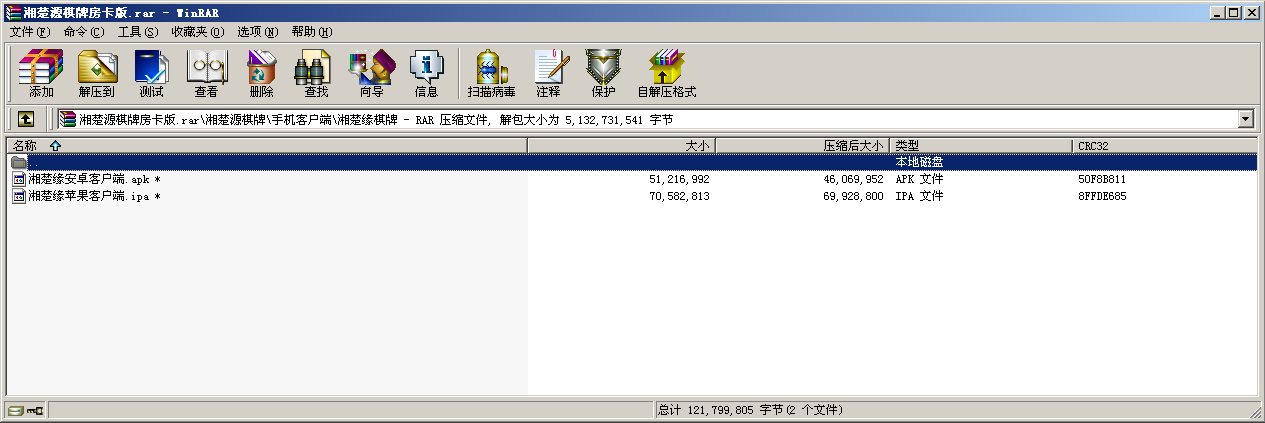 湘楚源棋牌房卡版.rar - WinRAR
文件(F) 命令(C) 工具(S) 收藏夹(O) 选项(N) 帮助(H)
添加 解压到 测试 查看 删除 查找 向导 信息 扫描病毒 注释 保护 自解压格式
湘楚源棋牌房卡版.rar\湘楚源棋牌\手机客户端\湘楚缘棋牌 - RAR 压缩文件, 解包大小为 5,132,731,541 字节
名称 大小 压缩后大小 类型 CRC32
.. 本地磁盘
湘楚缘安卓客户端.apk * 51,216,992 46,069,952 APK 文件 50F8B811
湘楚缘苹果客户端.ipa * 70,582,813 69,928,800 IPA 文件 8FFDE685
总计 121,799,805 字节(2 个文件)